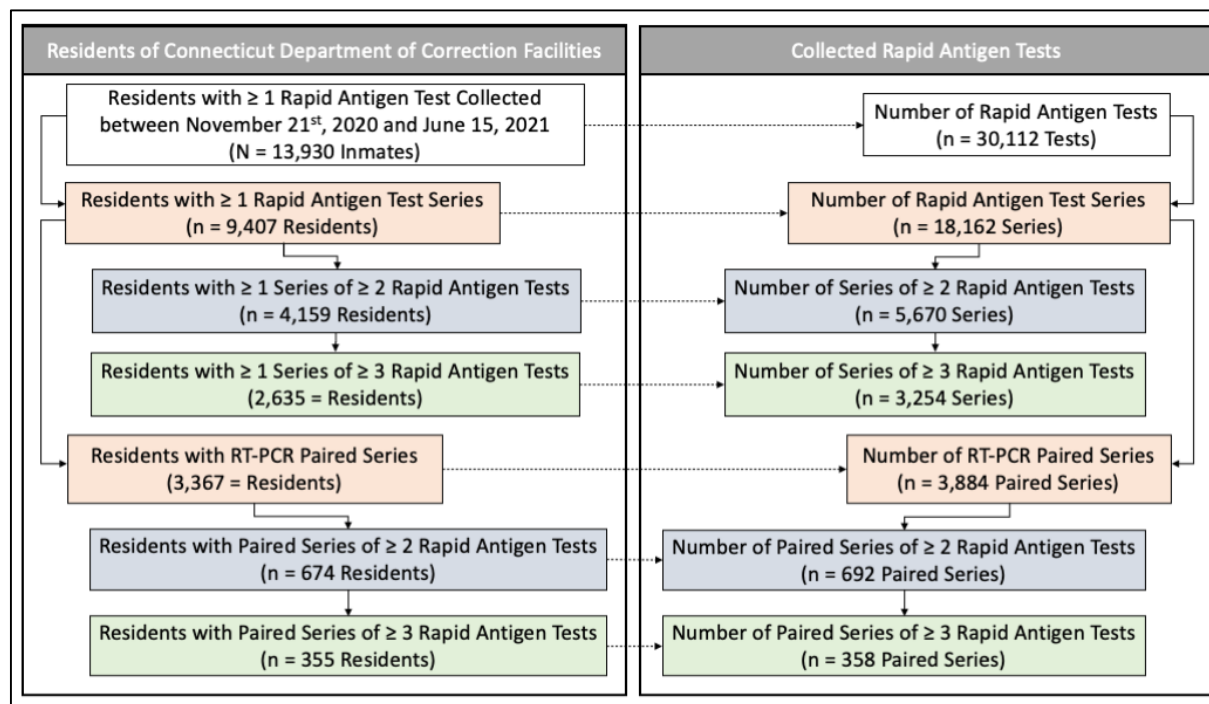 Residents of Connecticut Department of Correction Facilities
Residents with ≥ 1 Rapid Antigen Test Collected
between November 21st, 2020 and June 15, 2021
(N = 13,930 Inmates)
Residents with ≥ 1 Rapid Antigen Test Series
(n = 9,407 Residents)
Residents with ≥ 1 Series of ≥ 2 Rapid Antigen Tests
(n = 4,159 Residents)
Residents with ≥ 1 Series of ≥ 3 Rapid Antigen Tests
(2,635 = Residents)
Residents with RT-PCR Paired Series
(3,367 = Residents)
Residents with Paired Series of ≥ 2 Rapid Antigen Tests
(n = 674 Residents)
Residents with Paired Series of ≥ 3 Rapid Antigen Tests
(n = 355 Residents)
Collected Rapid Antigen Tests
Number of Rapid Antigen Tests
(n = 30,112 Tests)
Number of Rapid Antigen Test Series
(n = 18,162 Series)
Number of Series of ≥ 2 Rapid Antigen Tests
(n = 5,670 Series)
Number of Series of ≥ 3 Rapid Antigen Tests
(n = 3,254 Series)
Number of RT-PCR Paired Series
(n = 3,884 Paired Series)
Number of Paired Series of ≥ 2 Rapid Antigen Tests
(n = 692 Paired Series)
Number of Paired Series of ≥ 3 Rapid Antigen Tests
(n = 358 Paired Series)